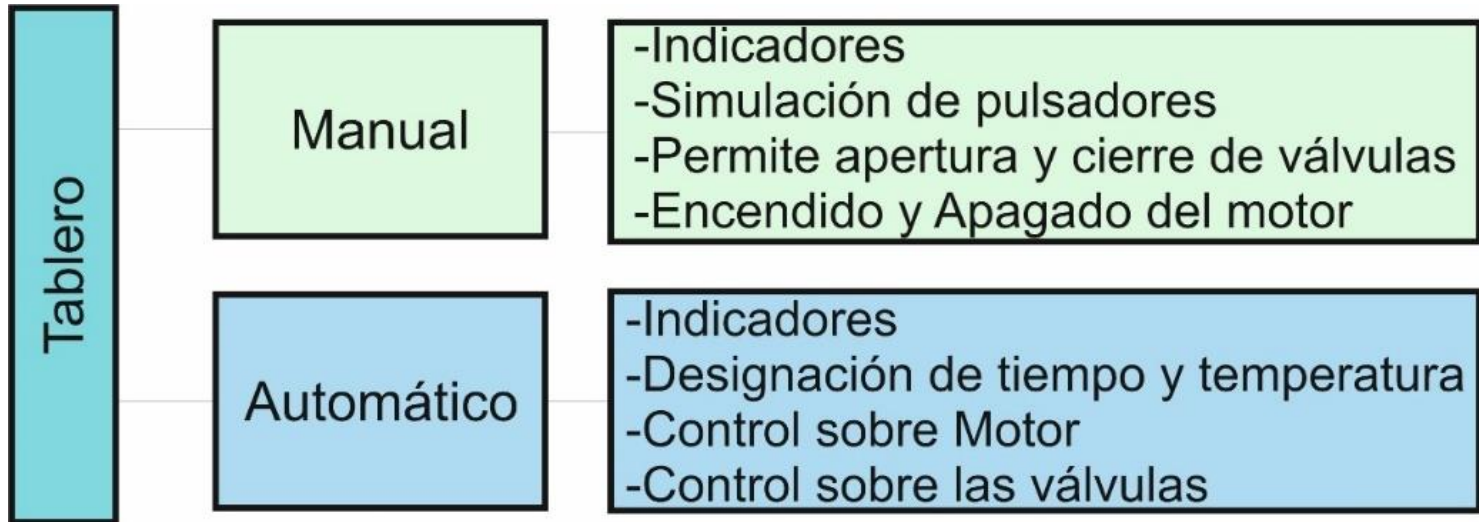 Tablero
Manual
-Indicadores
-Simulación de pulsadores
-Permite apertura y cierre de válvulas
-Encendido y Apagado del motor
Automático
-Indicadores
-Designación de tiempo y temperatura
-Control sobre Motor
-Control sobre las válvulas